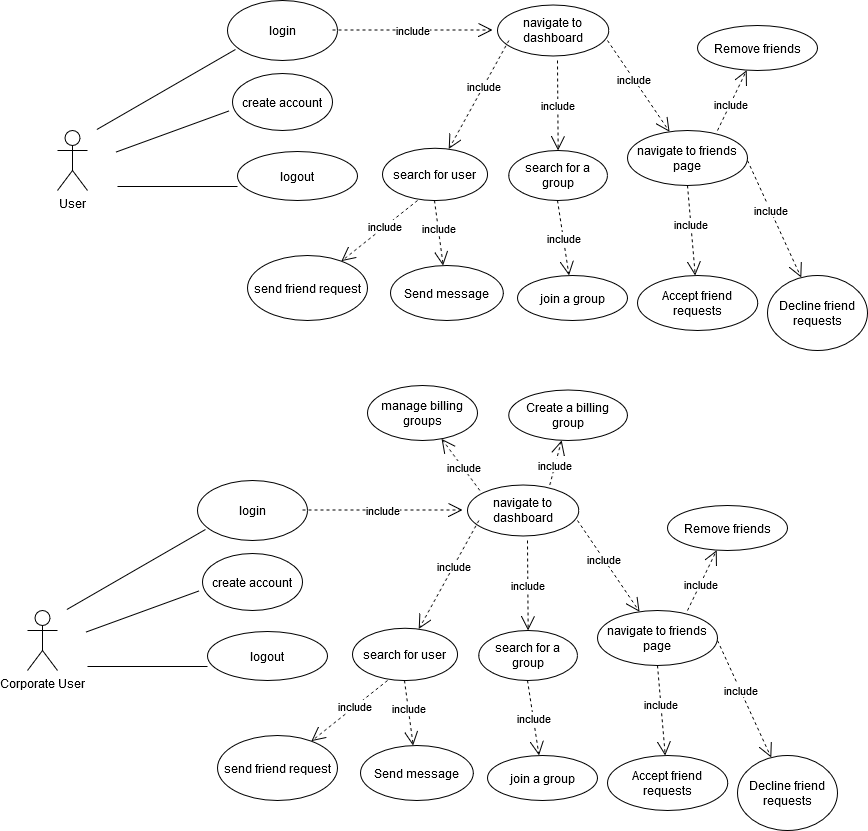 login
include
navigate to
dashboard
Remove friends
include
include
include
include
create account
User
logout
search for user
search for a
group
navigate to friends
page
include
include
include
include
include
send friend request
Send message
join a group
Accept friend
requests
Decline friend
requests
manage billing
groups
Create a billing
group
include
include
login
include
navigate to
dashboard
Remove friends
include
include
include
include
create account
Corporate User
logout
search for user
search for a
group
navigate to friends
page
include
include
include
include
include
send friend request
Send message
join a group
Accept friend
requests
Decline friend
requests